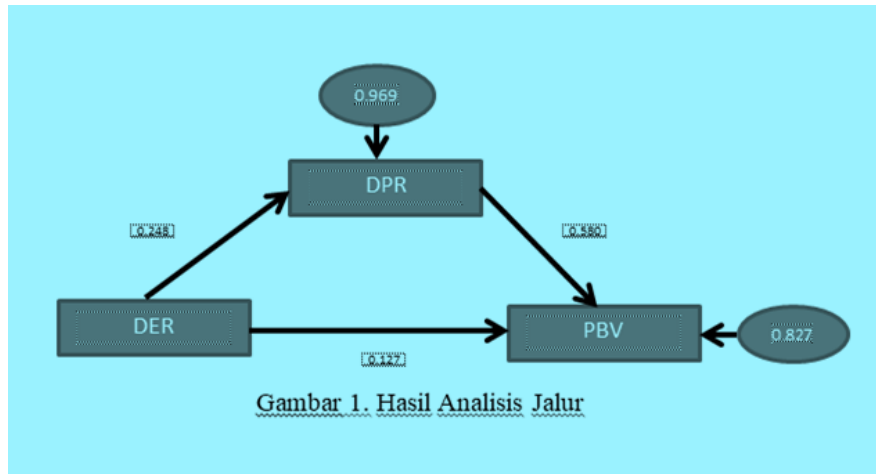 0.969
DPR
0.248
0.580
DER
PBV
0.827
0.127
Gambar 1. Hasil Analisis Jalur